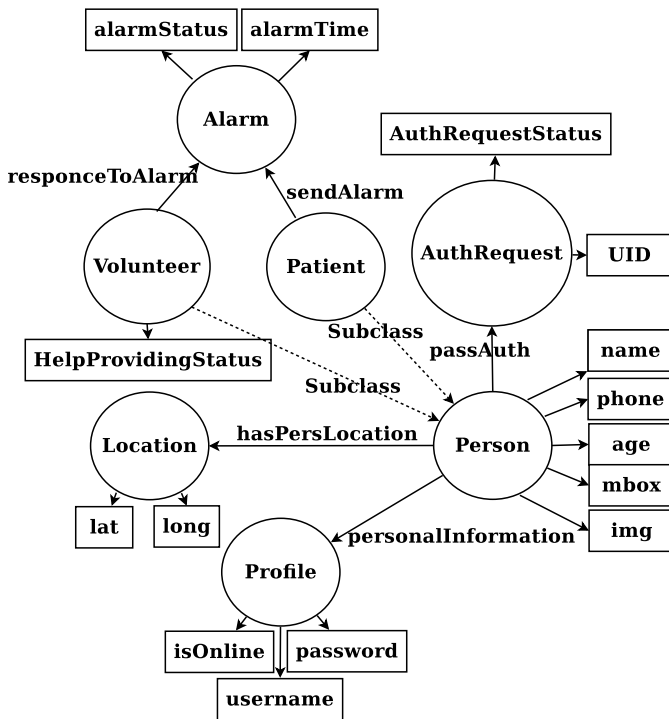 alarmStatus
alarmTime
Alarm
AuthRequestStatus
responceToAlarm
sendAlarm
Volunteer
Patient
AuthRequest
UID
Subclass
passAuth
name
HelpProvidingStatus
Subclass
phone
Location
hasPersLocation
Person
age
mbox
lat
long
personalInformation
img
Profile
isOnline
password
username